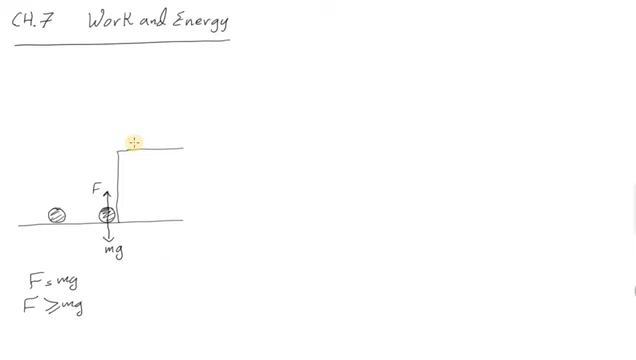 CH.7 Work and Energy
F
mg
F = mg
F ⩾ mg